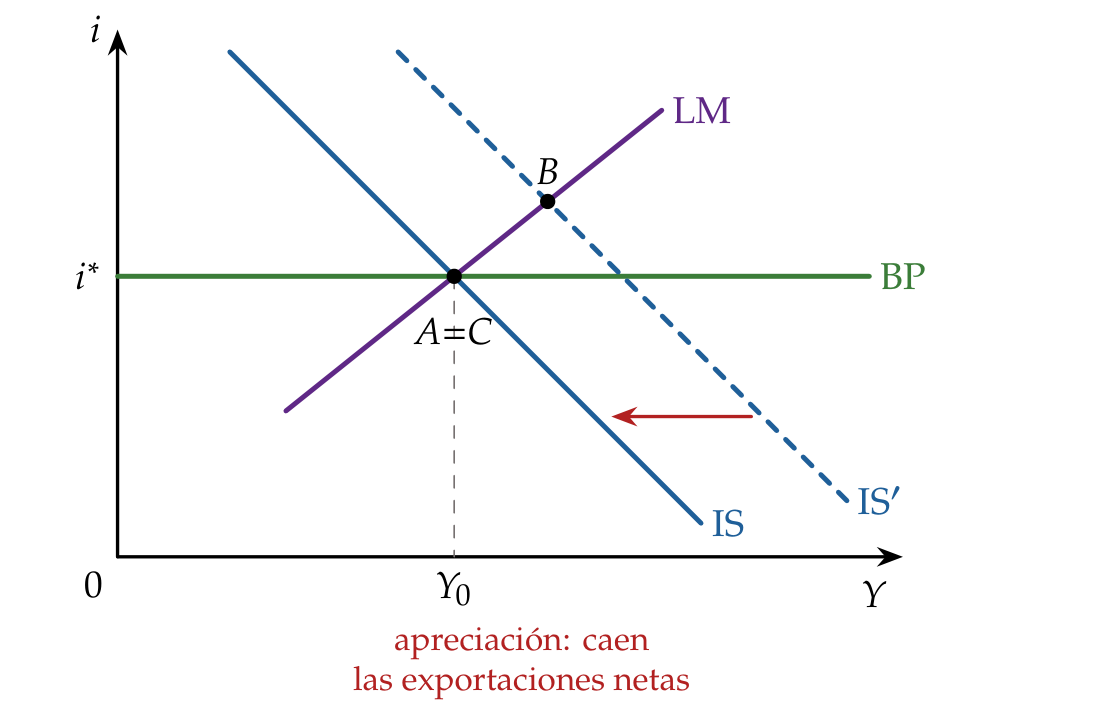 i
LM
B
i*
BP
A=C
IS′
IS
0
Y₀
Y
apreciación: caen
las exportaciones netas